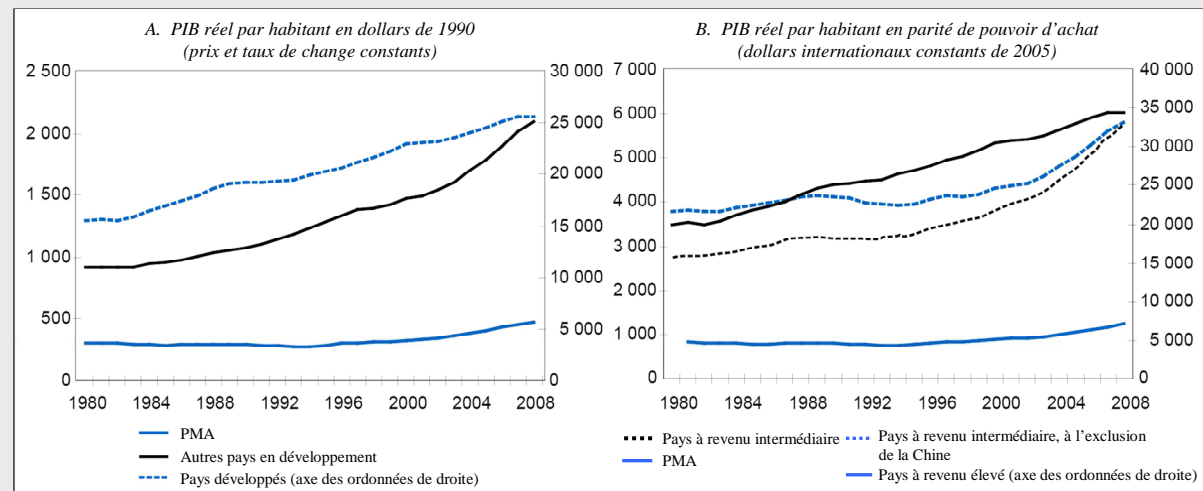 A. PIB réel par habitant en dollars de 1990
(prix et taux de change constants)
2 500
2 000
1 500
1 000
500
0
30 000
25 000
20 000
15 000
10 000
5 000
0
1980 1984 1988 1992 1996 2000 2004 2008
PMA
Autres pays en développement
Pays développés (axe des ordonnées de droite)
B. PIB réel par habitant en parité de pouvoir d'achat
(dollars internationaux constants de 2005)
7 000
6 000
5 000
4 000
3 000
2 000
1 000
0
40 000
35 000
30 000
25 000
20 000
15 000
10 000
5 000
0
1980 1984 1988 1992 1996 2000 2004 2008
Pays à revenu intermédiaire
PMA
Pays à revenu intermédiaire, à l'exclusion
de la Chine
Pays à revenu élevé (axe des ordonnées de droite)